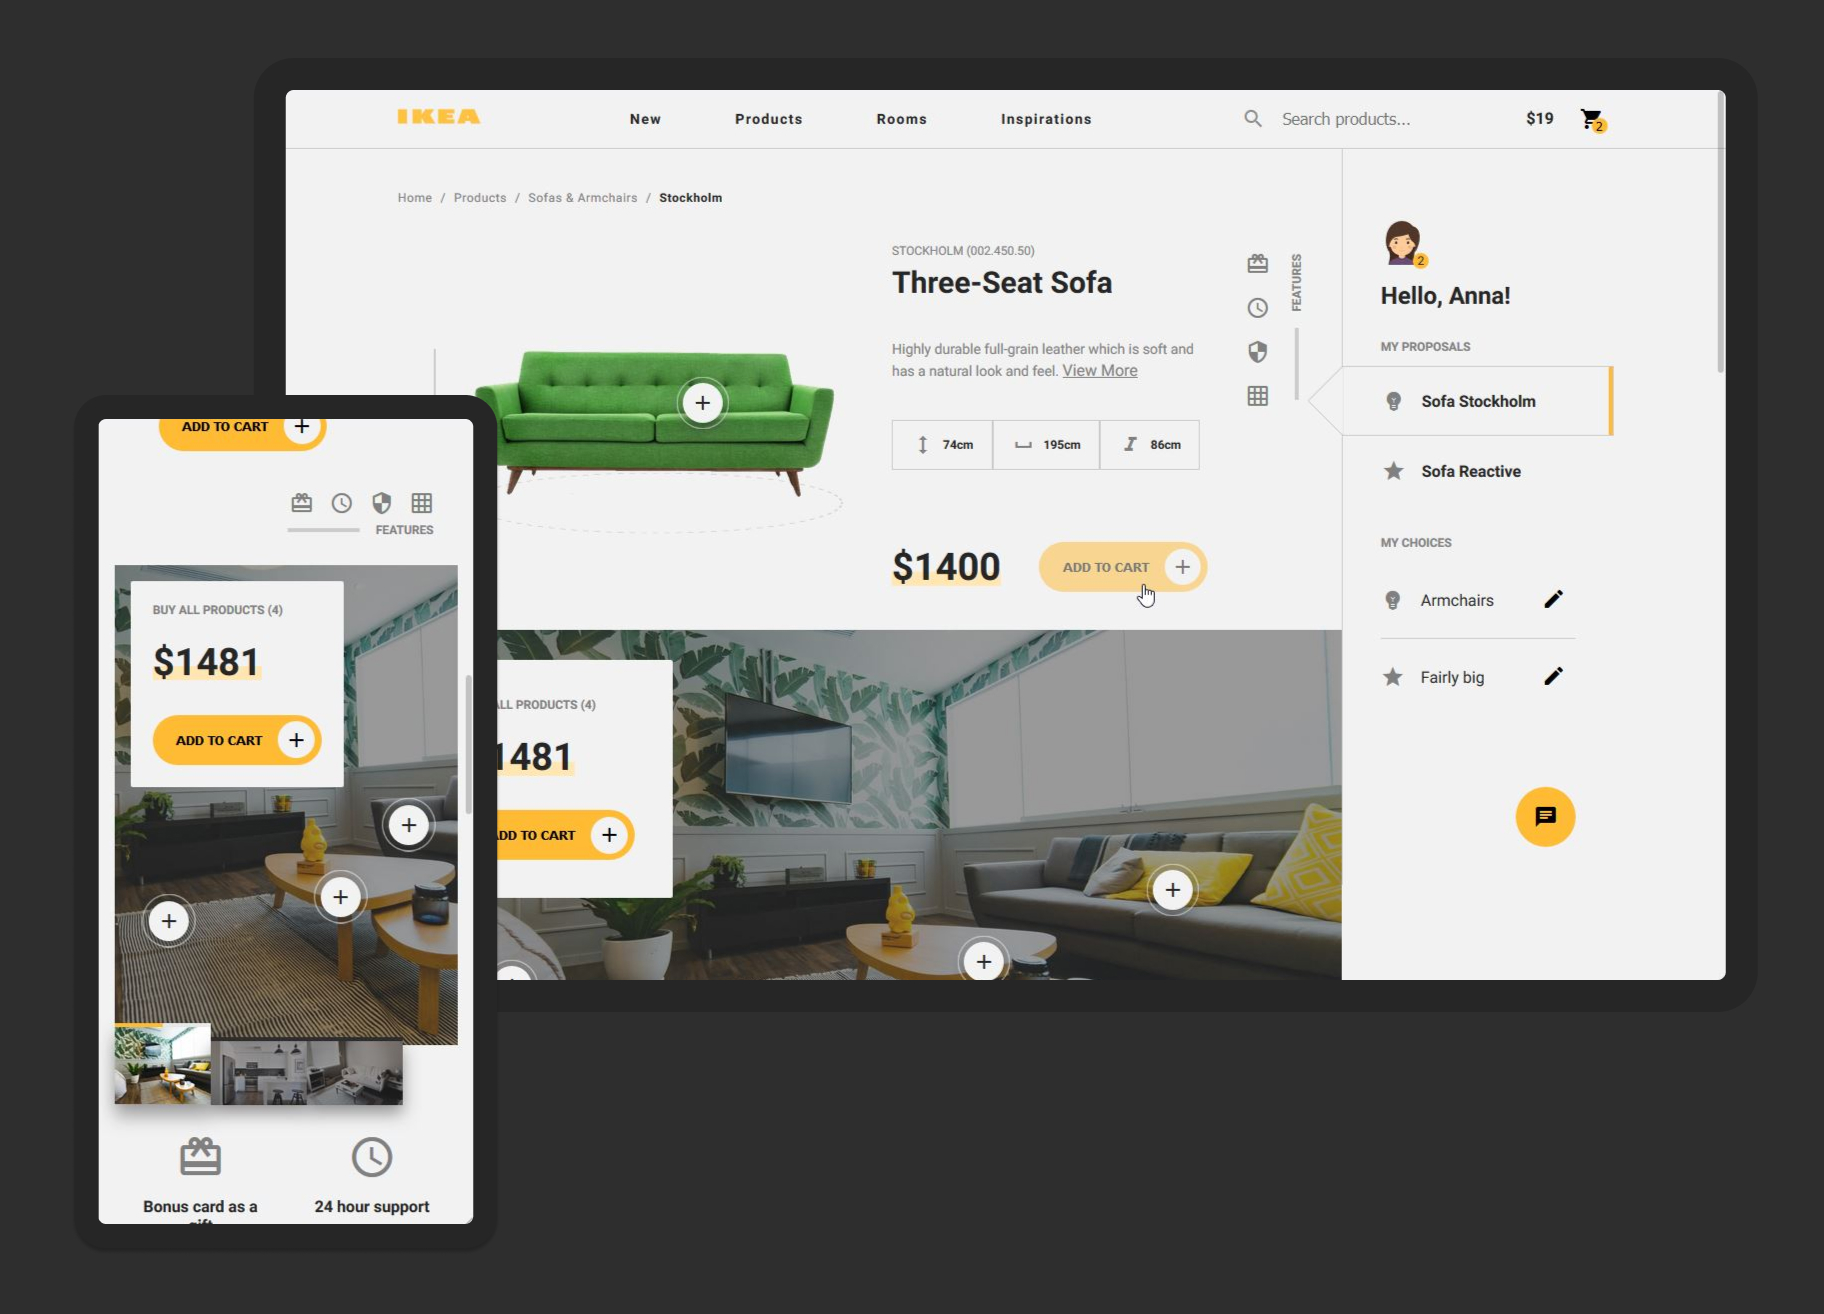 IKEA
New
Products
Rooms
Inspirations
Search products...
$19
2
Home / Products / Sofas & Armchairs / Stockholm
STOCKHOLM (002.450.50)
Three-Seat Sofa
Highly durable full-grain leather which is soft and
has a natural look and feel. View More
74cm
195cm
86cm
$1400
ADD TO CART
FEATURES
2
Hello, Anna!
MY PROPOSALS
Sofa Stockholm
Sofa Reactive
MY CHOICES
Armchairs
Fairly big
ALL PRODUCTS (4)
1481
ADD TO CART
ADD TO CART
FEATURES
BUY ALL PRODUCTS (4)
$1481
ADD TO CART
Bonus card as a
gift
24 hour support